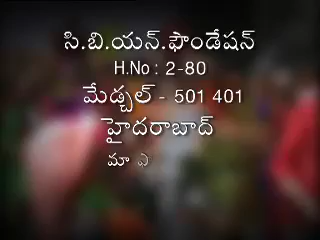 సి.బి.యన్.ఫౌండేషన్
H.No : 2-80
మేడ్చల్ - 501 401
హైదరాబాద్
మా